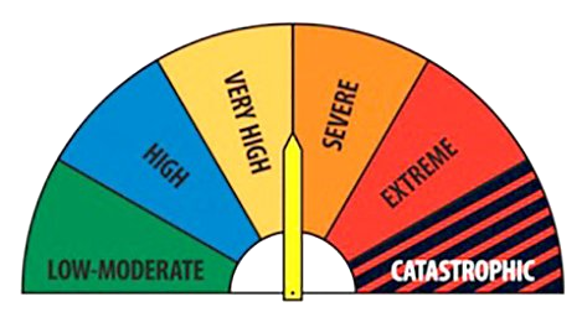 LOW-MODERATE
HIGH
VERY HIGH
SEVERE
EXTREME
CATASTROPHIC